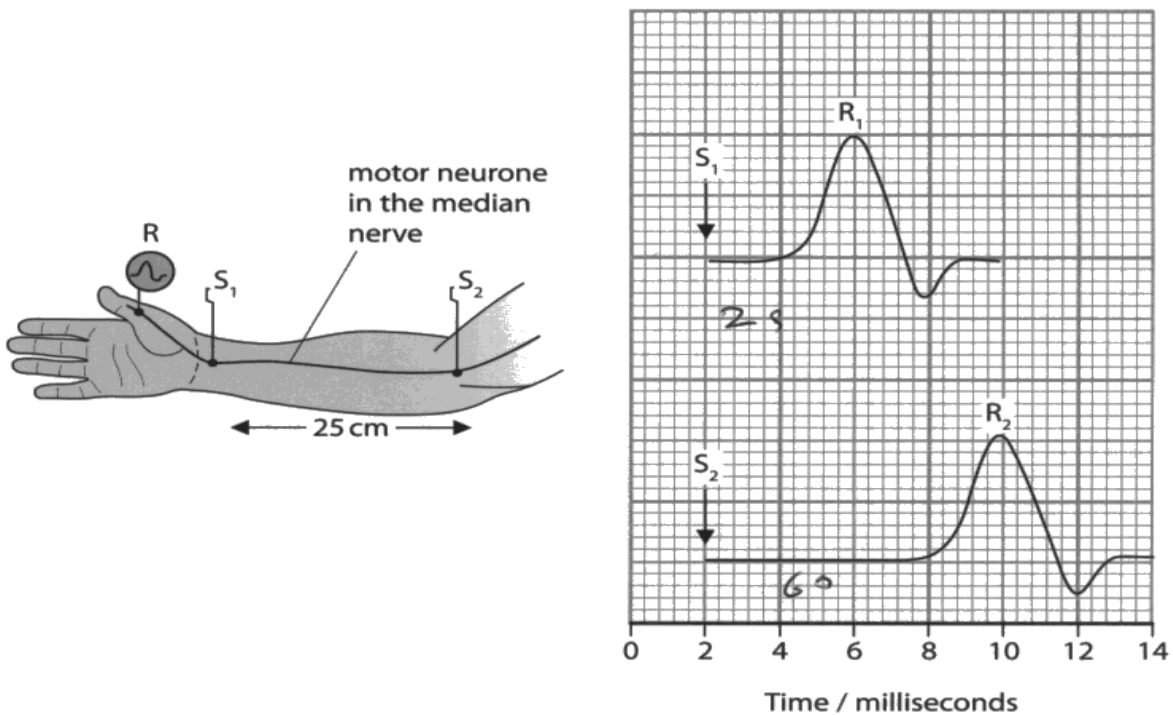 motor neurone
in the median
nerve
R
S₁
S₂
25 cm
R₁
S₁
R₂
S₂
60
0 2 4 6 8 10 12 14
Time / milliseconds